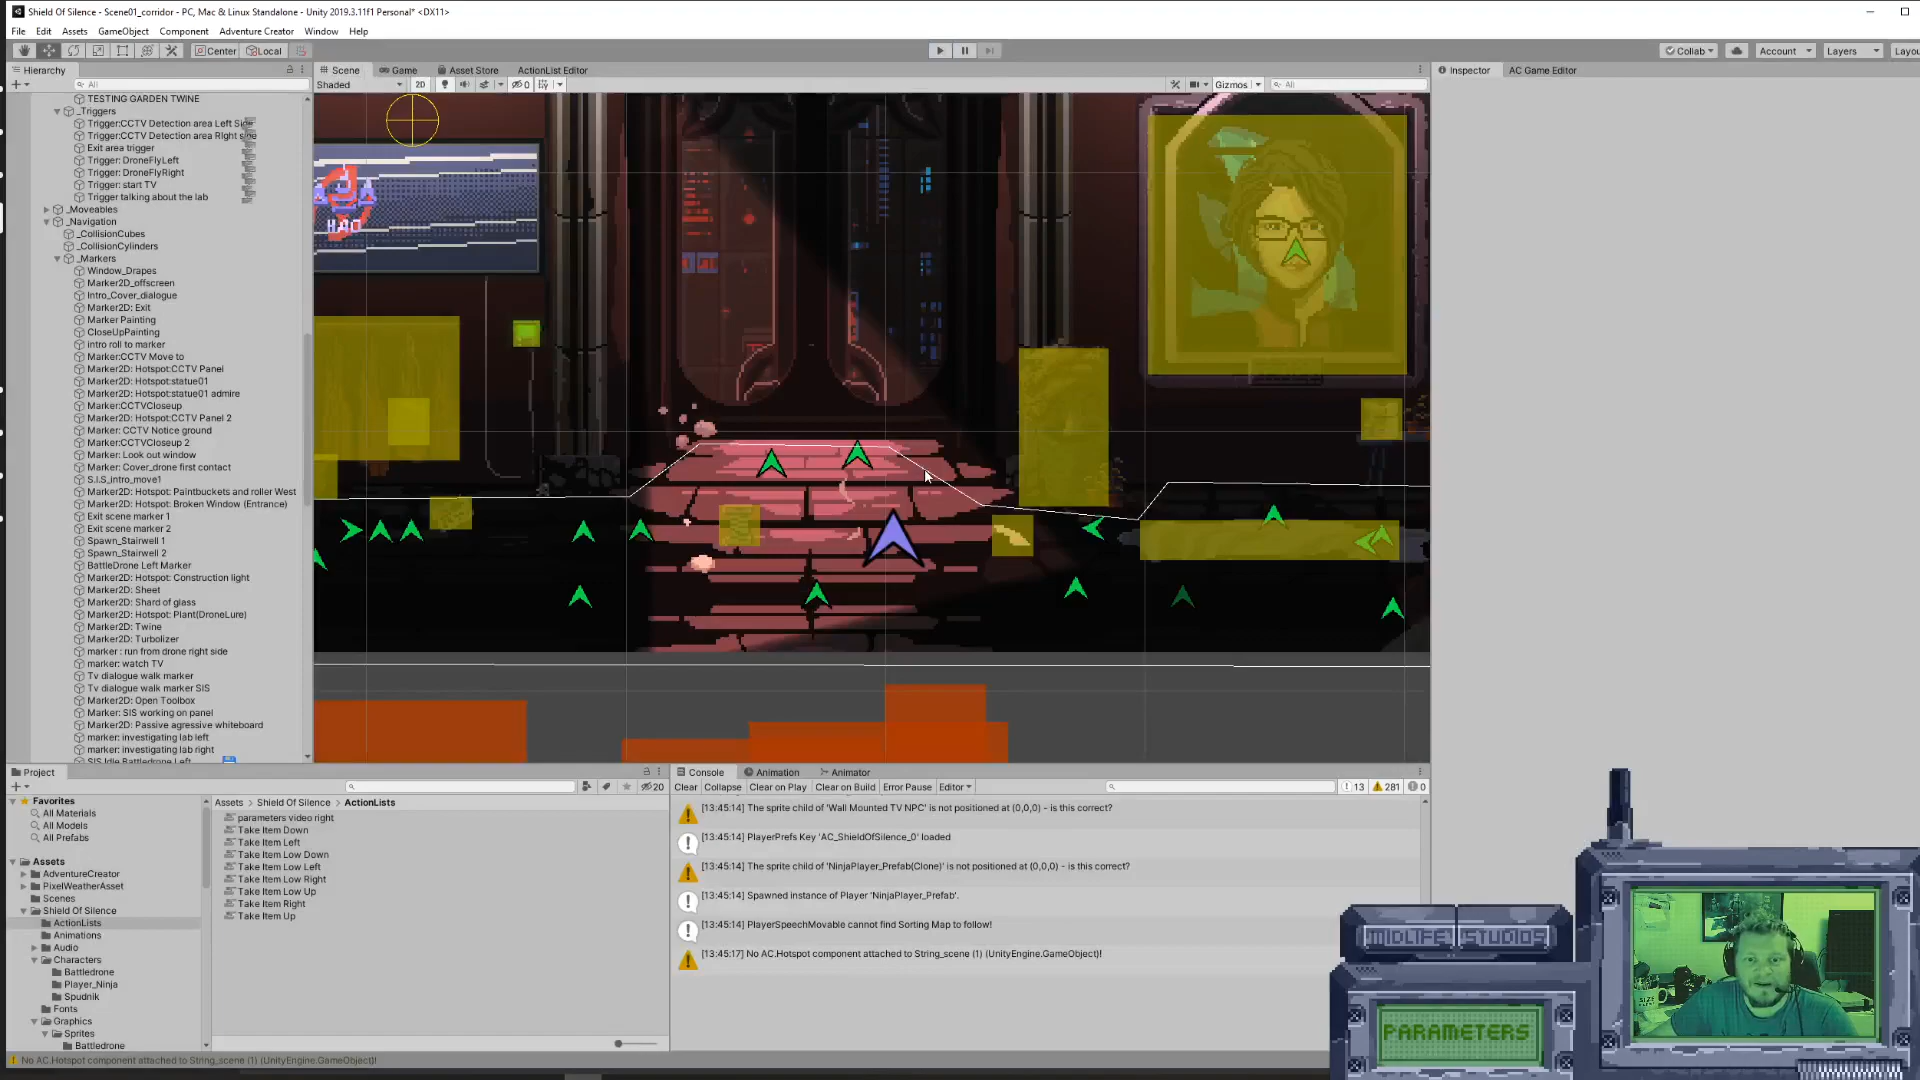 Shield Of Silence - Scene01_corridor - PC, Mac & Linux Standalone - Unity 2019.3.11f1 Personal* <DX11>
File Edit Assets GameObject Component Adventure Creator Window Help
Center Local Collab Account Layers Layou
Hierarchy
All
TESTING GARDEN TWINE
_Triggers
Trigger:CCTV Detection area Left Side
Trigger:CCTV Detection area RIght side
Exit area trigger
Trigger: DroneFlyLeft
Trigger: DroneFlyRight
Trigger: start TV
Trigger talking about the lab
_Moveables
_Navigation
_CollisionCubes
_CollisionCylinders
_Markers
Window_Drapes
Marker2D_offscreen
Intro_Cover_dialogue
Marker2D: Exit
Marker Painting
CloseUpPainting
intro roll to marker
Marker:CCTV Move to
Marker2D: Hotspot:CCTV Panel
Marker2D: Hotspot:statue01
Marker2D: Hotspot:statue01 admire
Marker:CCTVCloseup
Marker2D: Hotspot:CCTV Panel 2
Marker: CCTV Notice ground
Marker:CCTVCloseup 2
Marker: Look out window
Marker: Cover_drone first contact
S.I.S_intro_move1
Marker2D: Hotspot: Paintbuckets and roller West
Marker2D: Hotspot: Broken Window (Entrance)
Exit scene marker 1
Exit scene marker 2
Spawn_Stairwell 1
Spawn_Stairwell 2
BattleDrone Left Marker
Marker2D: Hotspot: Construction light
Marker2D: Sheet
Marker2D: Shard of glass
Marker2D: Hotspot: Plant(DroneLure)
Marker2D: Twine
Marker2D: Turbolizer
marker : run from drone right side
marker: watch TV
Tv dialogue walk marker
Tv dialogue walk marker SIS
Marker2D: Open Toolbox
Marker: SIS working on panel
Marker2D: Passive agressive whiteboard
marker: investigating lab left
marker: investigating lab right
SIS Idle Battledrone Left
Scene Game Asset Store ActionList Editor
Shaded 2D 0 Gizmos All
HAO
Inspector AC Game Editor
Project
20
Favorites
All Materials
All Models
All Prefabs
Assets
AdventureCreator
PixelWeatherAsset
Scenes
Shield Of Silence
ActionLists
Animations
Audio
Characters
Battledrone
Player_Ninja
Spudnik
Fonts
Graphics
Sprites
Battledrone
Assets Shield Of Silence ActionLists
parameters video right
Take Item Down
Take Item Left
Take Item Low Down
Take Item Low Left
Take Item Low Right
Take Item Low Up
Take Item Right
Take Item Up
Console Animation Animator
Clear Collapse Clear on Play Clear on Build Error Pause Editor 13 281 0
[13:45:14] The sprite child of 'Wall Mounted TV NPC' is not positioned at (0,0,0) - is this correct?
[13:45:14] PlayerPrefs Key 'AC_ShieldOfSilence_0' loaded
[13:45:14] The sprite child of 'NinjaPlayer_Prefab(Clone)' is not positioned at (0,0,0) - is this correct?
[13:45:14] Spawned instance of Player 'NinjaPlayer_Prefab'.
[13:45:14] PlayerSpeechMovable cannot find Sorting Map to follow!
[13:45:17] No AC.Hotspot component attached to String_scene (1) (UnityEngine.GameObject)!
No AC.Hotspot component attached to String_scene (1) (UnityEngine.GameObject)!
MIDLIFE STUDIOS
PARAMETERS